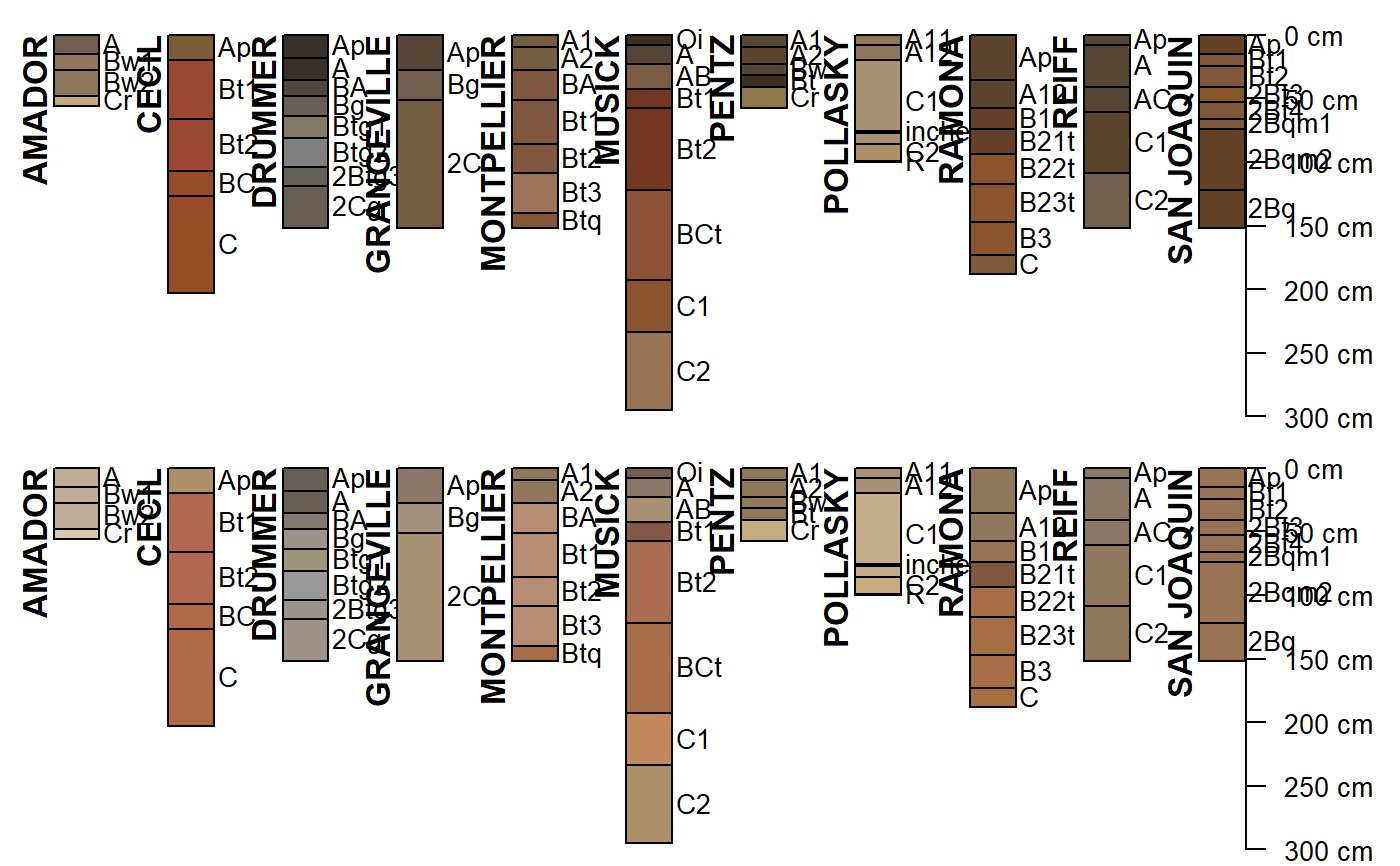 AMADOR
A
Bw1
Bw2
Cr
CECIL
Ap
Bt1
Bt2
BC
C
DRUMMER
Ap
A
BA
Bg
Btg
Btg2
2Btg3
2Cg
GRANGEVILLE
Ap
Bg
2C
MONTPELLIER
A1
A2
BA
Bt1
Bt2
Bt3
Btq
MUSICK
Oi
A
AB
Bt1
Bt2
BCt
C1
C2
PENTZ
A1
A2
Bw
Bt
Cr
POLLASKY
A11
A12
C1
C2
R
RAMONA
Ap
A12
B1
B21t
B22t
B23t
B3
C
REIFF
Ap
A
AC
C1
C2
SAN JOAQUIN
Ap
Bt1
Bt2
2Bt3
2Bt4
2Bqm1
2Bqm2
2Bq
0 cm
50 cm
100 cm
150 cm
200 cm
250 cm
300 cm
AMADOR
A
Bw1
Bw2
Cr
CECIL
Ap
Bt1
Bt2
BC
C
DRUMMER
Ap
A
BA
Bg
Btg
Btg2
2Btg3
2Cg
GRANGEVILLE
Ap
Bg
2C
MONTPELLIER
A1
A2
BA
Bt1
Bt2
Bt3
Btq
MUSICK
Oi
A
AB
Bt1
Bt2
BCt
C1
C2
PENTZ
A1
A2
Bw
Bt
Cr
POLLASKY
A11
A12
C1
C2
R
RAMONA
Ap
A12
B1
B21t
B22t
B23t
B3
C
REIFF
Ap
A
AC
C1
C2
SAN JOAQUIN
Ap
Bt1
Bt2
2Bt3
2Bt4
2Bqm1
2Bqm2
2Bq
0 cm
50 cm
100 cm
150 cm
200 cm
250 cm
300 cm